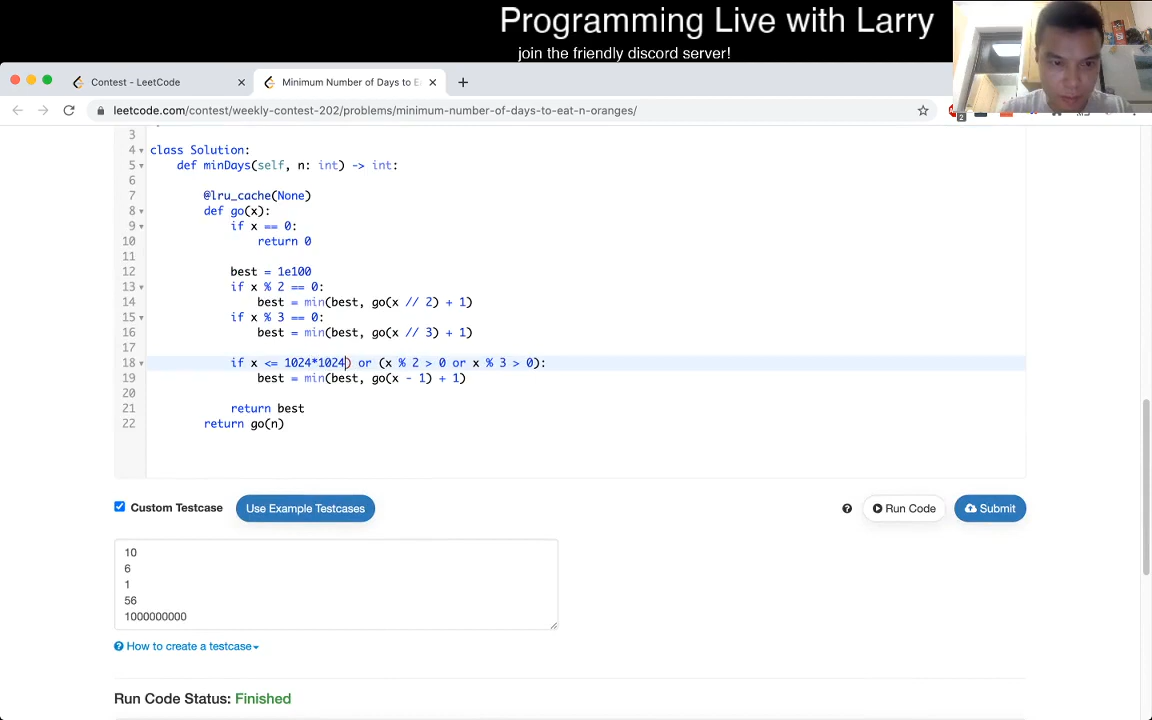 Programming Live with Larry
join the friendly discord server!
Contest - LeetCode
Minimum Number of Days to E
leetcode.com/contest/weekly-contest-202/problems/minimum-number-of-days-to-eat-n-oranges/
2
3
4 class Solution:
5 def minDays(self, n: int) -> int:
6
7 @lru_cache(None)
8 def go(x):
9 if x == 0:
10 return 0
11
12 best = 1e100
13 if x % 2 == 0:
14 best = min(best, go(x // 2) + 1)
15 if x % 3 == 0:
16 best = min(best, go(x // 3) + 1)
17
18 if x <= 1024*1024) or (x % 2 > 0 or x % 3 > 0):
19 best = min(best, go(x - 1) + 1)
20
21 return best
22 return go(n)
Custom Testcase
Use Example Testcases
? Run Code
Submit
10
6
1
56
1000000000
? How to create a testcase
Run Code Status: Finished